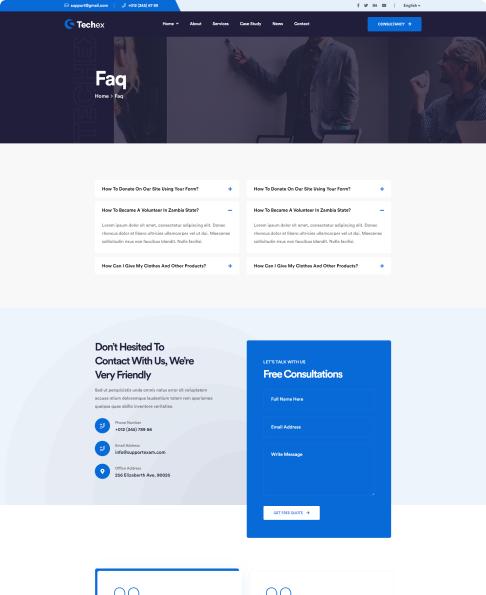 support@gmail.com
+012 (345) 67 89
English
Techex
Home
About
Services
Case Study
News
Contact
CONSULTANCY
TECHEX
Faq
Home > Faq
How To Donate On Our Site Using Your Form?
How To Became A Volunteer In Zambia State?
Lorem ipsum dolor sit amet, consectetur adipiscing elit. Donec
rhoncus dolor et libero ultrices ullamcorper vel ut dui. Maecenas
sollicitudin risus non faucibus blandit. Nulla facilisi.
How Can I Give My Clothes And Other Products?
How To Donate On Our Site Using Your Form?
How To Became A Volunteer In Zambia State?
Lorem ipsum dolor sit amet, consectetur adipiscing elit. Donec
rhoncus dolor et libero ultrices ullamcorper vel ut dui. Maecenas
sollicitudin risus non faucibus blandit. Nulla facilisi.
How Can I Give My Clothes And Other Products?
Don't Hesited To
Contact With Us, We're
Very Friendly
Sed ut perspiciatis unde omnis natus error sit voluptatem
accusa ntium doloremque laudantium totam rem aperiames
queipsa quae abillo inventore veritatise.
Phone Number
+012 (345) 789 66
Email Address
info@supportexam.com
Office Address
256 Elizaberth Ave, 90025
LET'S TALK WITH US
Free Consultations
Full Name Here
Email Address
Write Message
GET FREE QUOTE